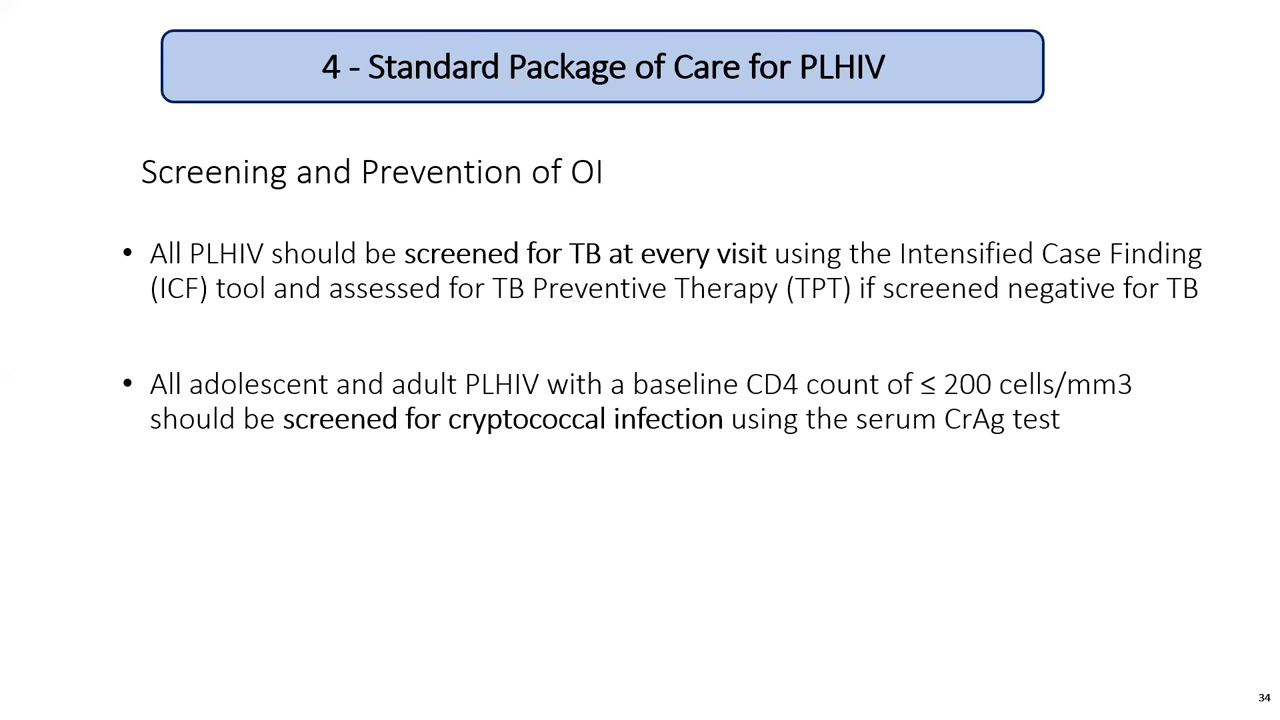 4 - Standard Package of Care for PLHIV
Screening and Prevention of OI
• All PLHIV should be screened for TB at every visit using the Intensified Case Finding
(ICF) tool and assessed for TB Preventive Therapy (TPT) if screened negative for TB
• All adolescent and adult PLHIV with a baseline CD4 count of ≤ 200 cells/mm3
should be screened for cryptococcal infection using the serum CrAg test
34